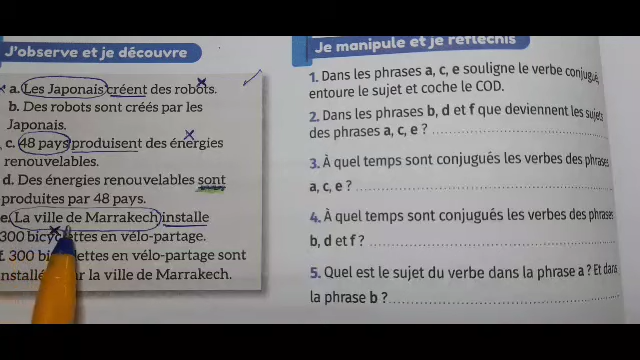 J'observe et je découvre
a. Les Japonais créent des robots.
b. Des robots sont créés par les
Japonais.
c. 48 pays produisent des énergies
renouvelables.
d. Des énergies renouvelables sont
produites par 48 pays.
e. La ville de Marrakech installe
300 bicyclettes en vélo-partage.
f. 300 bicyclettes en vélo-partage sont
la ville de Marrakech.
Je manipule et je réfléchis
1. Dans les phrases a, c, e souligne le verbe conjugué,
entoure le sujet et coche le COD.
2. Dans les phrases b, d et f que deviennent les sujets
des phrases a, c, e ?
3. À quel temps sont conjugués les verbes des phrases
a, c, e ?
4. À quel temps sont conjugués les verbes des phrases
b, d et f ?
5. Quel est le sujet du verbe dans la phrase a ? Et dans
la phrase b ?